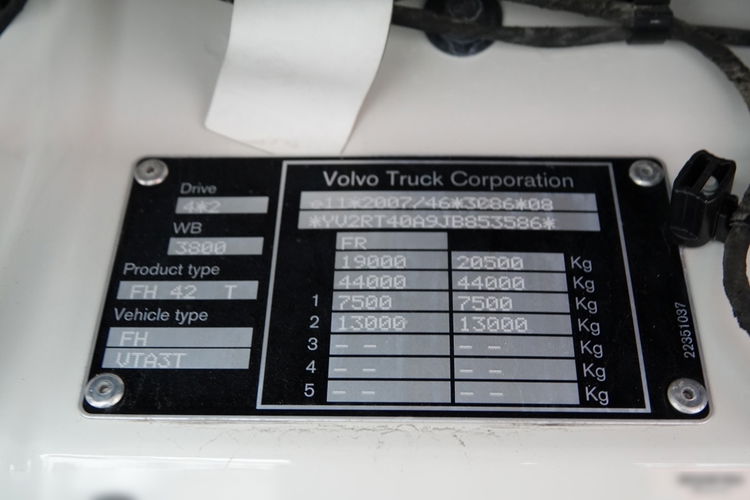 Volvo Truck Corporation
Drive
4*2
WB
3800
Product type
FH 42 T
Vehicle type
FH
VTA3T
e11*2007/46*3086*08
*YV2RT40A9JB853586*
FR
19000 20500 Kg
44000 44000 Kg
1 7500 7500 Kg
2 13000 13000 Kg
3 – – – – Kg
4 – – – – Kg
5 – – – – Kg
22351037